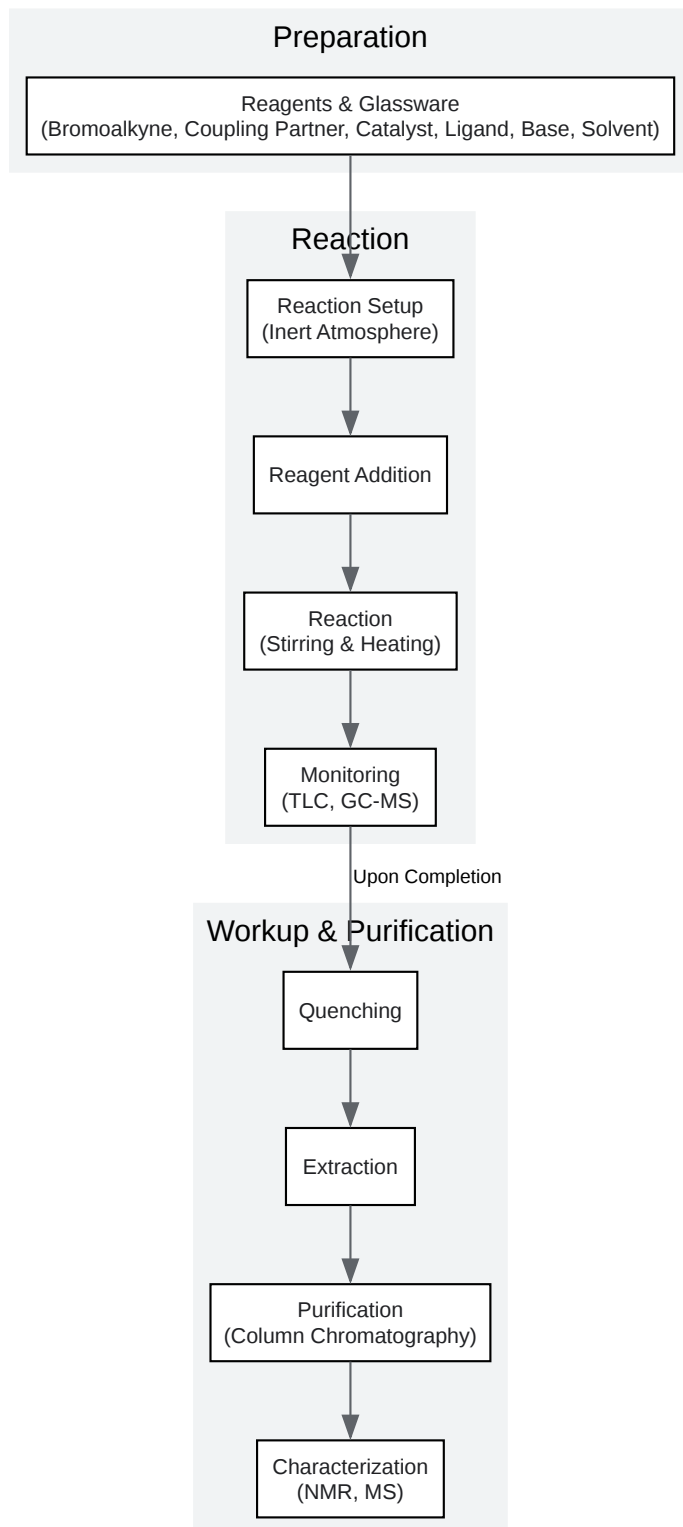 Preparation
Reagents & Glassware
(Bromoalkyne, Coupling Partner, Catalyst, Ligand, Base, Solvent)
Reaction
Reaction Setup
(Inert Atmosphere)
Reagent Addition
Reaction
(Stirring & Heating)
Monitoring
(TLC, GC-MS)
Upon Completion
Workup & Purification
Quenching
Extraction
Purification
(Column Chromatography)
Characterization
(NMR, MS)